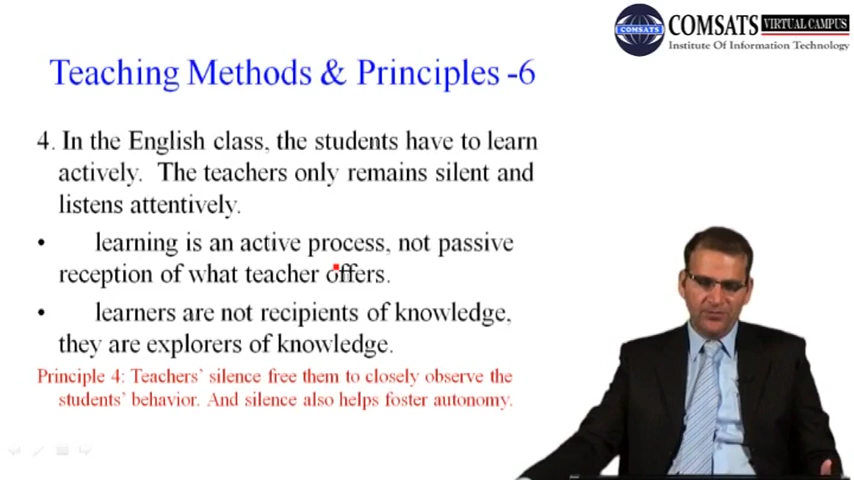 COMSATS VIRTUAL CAMPUS
COMSATS
Institute Of Information Technology
Teaching Methods & Principles -6
4. In the English class, the students have to learn
actively. The teachers only remains silent and
listens attentively.
• learning is an active process, not passive
reception of what teacher offers.
• learners are not recipients of knowledge,
they are explorers of knowledge.
Principle 4: Teachers' silence free them to closely observe the
students' behavior. And silence also helps foster autonomy.